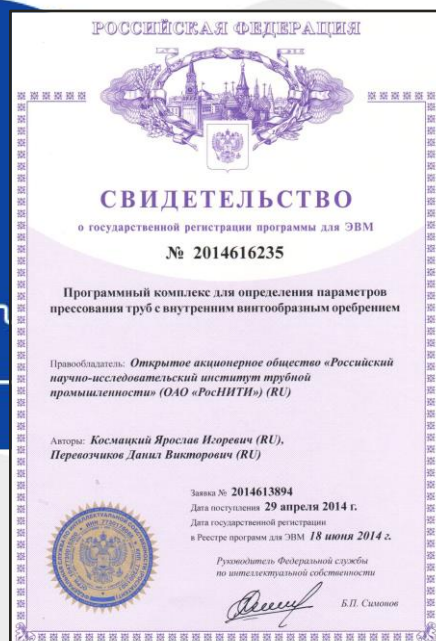 РОССИЙСКАЯ ФЕДЕРАЦИЯ
СВИДЕТЕЛЬСТВО
о государственной регистрации программы для ЭВМ
№ 2014616235
Программный комплекс для определения параметров
прессования труб с внутренним винтообразным оребрением
Правообладатель: Открытое акционерное общество «Российский
научно-исследовательский институт трубной
промышленности» (ОАО «РосНИТИ») (RU)
Авторы: Космацкий Ярослав Игоревич (RU),
Перевозчиков Данил Викторович (RU)
Заявка № 2014613894
Дата поступления 29 апреля 2014 г.
Дата государственной регистрации
в Реестре программ для ЭВМ 18 июня 2014 г.
Руководитель Федеральной службы
по интеллектуальной собственности
Б.П. Симонов